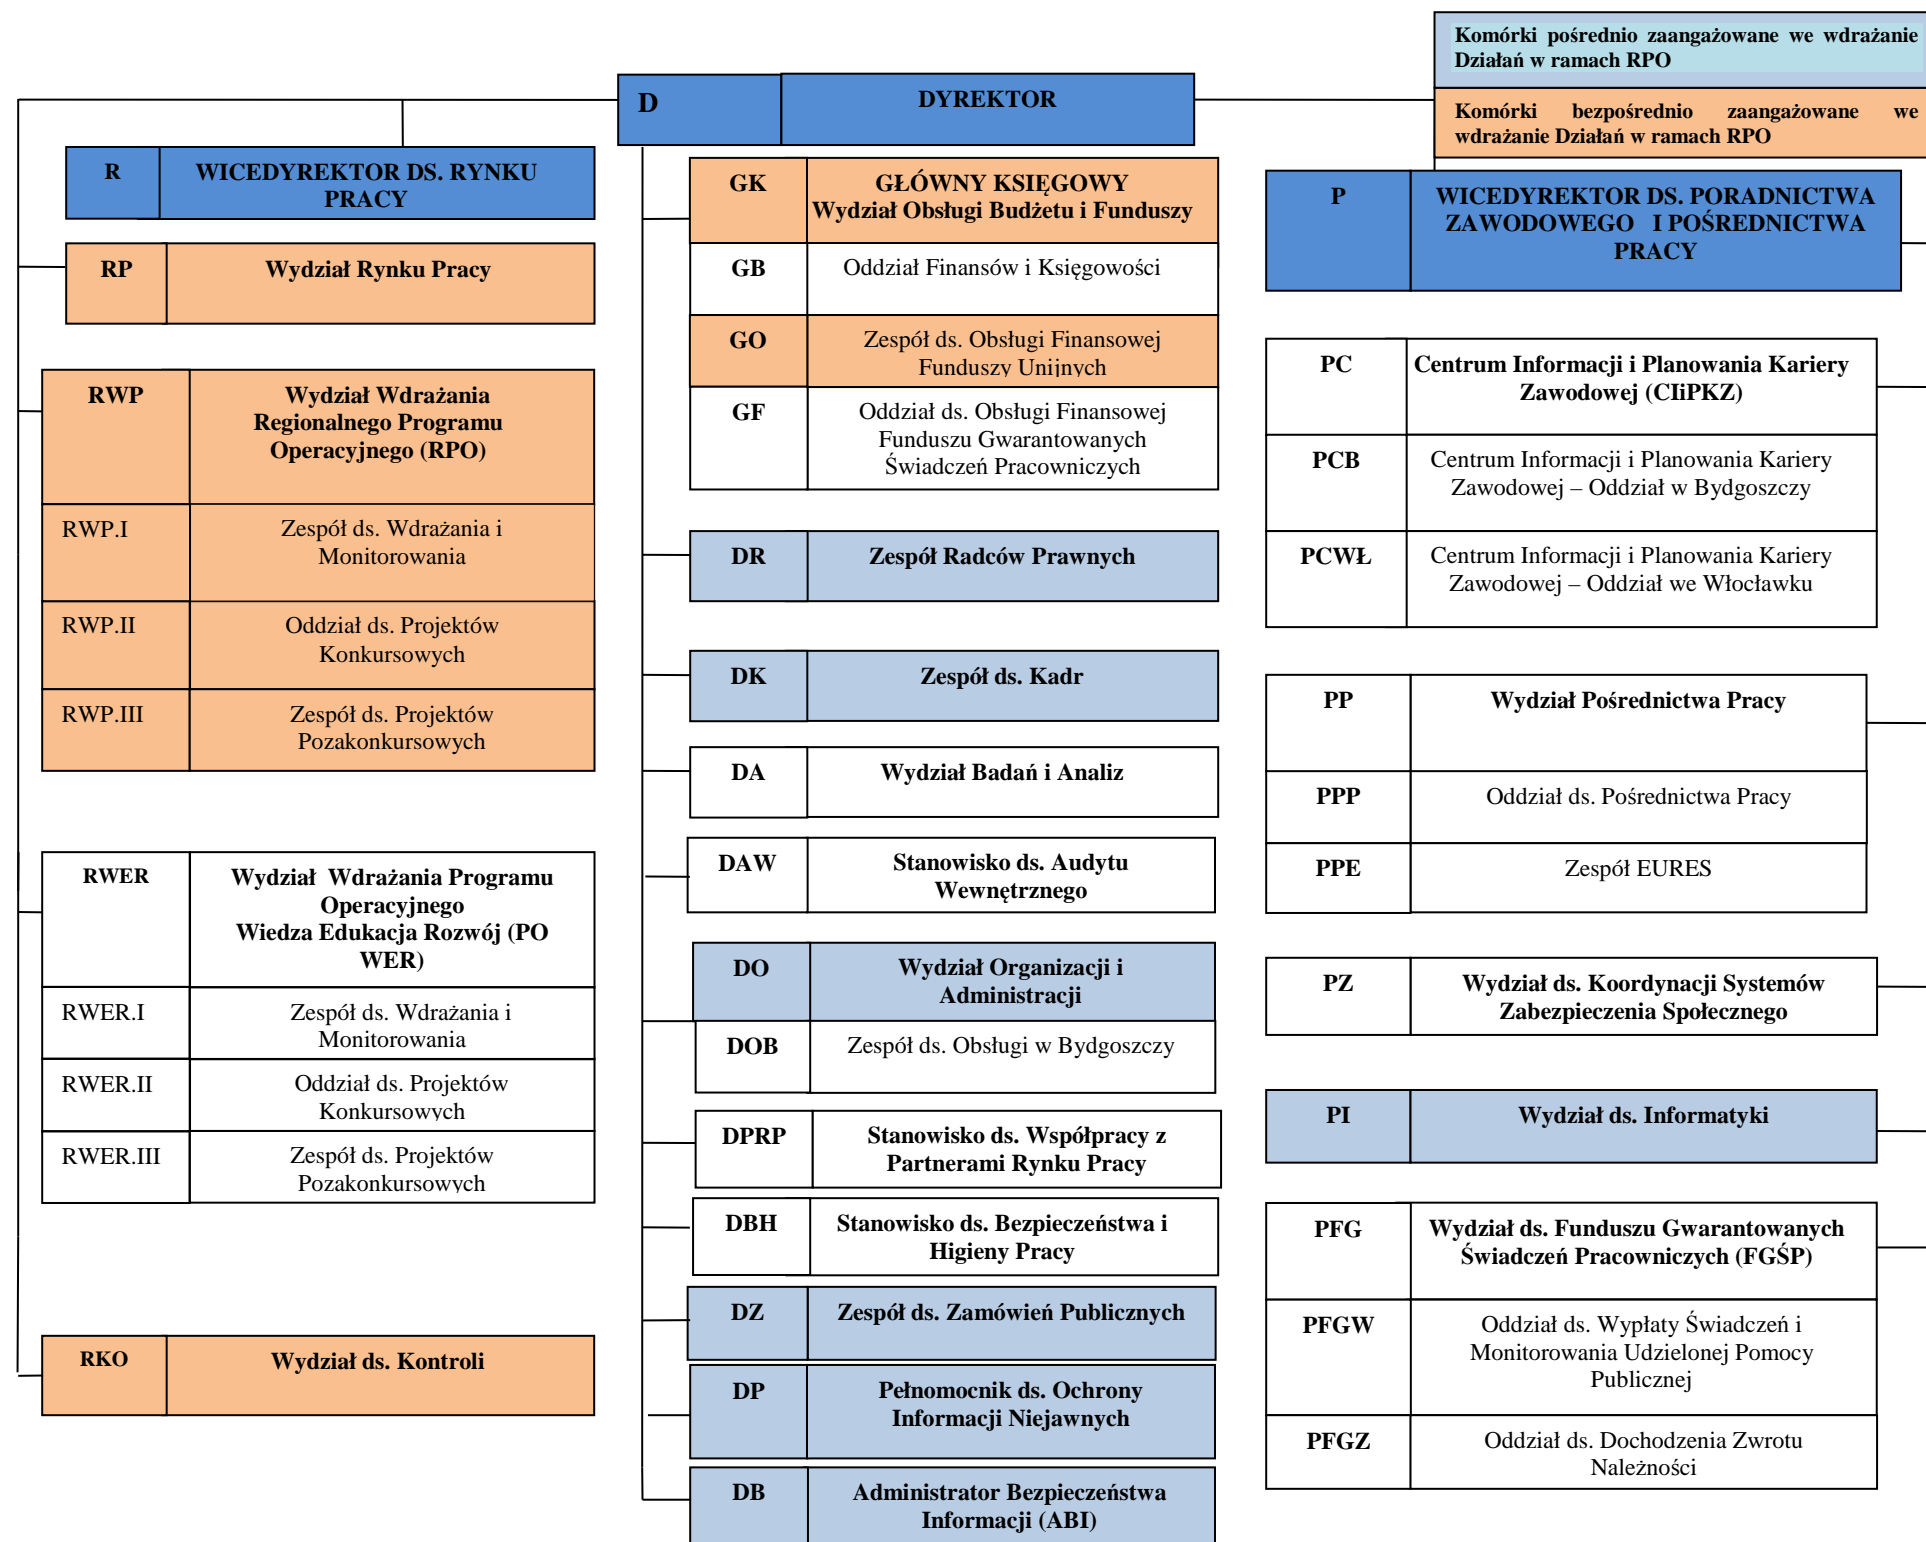 Komórki pośrednio zaangażowane we wdrażanie
Działań w ramach RPO
Komórki bezpośrednio zaangażowane we
wdrażanie Działań w ramach RPO
D DYREKTOR
R WICEDYREKTOR DS. RYNKU
PRACY
RP Wydział Rynku Pracy
RWP Wydział Wdrażania
Regionalnego Programu
Operacyjnego (RPO)
RWP.I Zespół ds. Wdrażania i
Monitorowania
RWP.II Oddział ds. Projektów
Konkursowych
RWP.III Zespół ds. Projektów
Pozakonkursowych
RWER Wydział Wdrażania Programu
Operacyjnego
Wiedza Edukacja Rozwój (PO
WER)
RWER.I Zespół ds. Wdrażania i
Monitorowania
RWER.II Oddział ds. Projektów
Konkursowych
RWER.III Zespół ds. Projektów
Pozakonkursowych
RKO Wydział ds. Kontroli
GK GŁÓWNY KSIĘGOWY
Wydział Obsługi Budżetu i Funduszy
GB Oddział Finansów i Księgowości
GO Zespół ds. Obsługi Finansowej
Funduszy Unijnych
GF Oddział ds. Obsługi Finansowej
Funduszu Gwarantowanych
Świadczeń Pracowniczych
DR Zespół Radców Prawnych
DK Zespół ds. Kadr
DA Wydział Badań i Analiz
DAW Stanowisko ds. Audytu
Wewnętrznego
DO Wydział Organizacji i
Administracji
DOB Zespół ds. Obsługi w Bydgoszczy
DPRP Stanowisko ds. Współpracy z
Partnerami Rynku Pracy
DBH Stanowisko ds. Bezpieczeństwa i
Higieny Pracy
DZ Zespół ds. Zamówień Publicznych
DP Pełnomocnik ds. Ochrony
Informacji Niejawnych
DB Administrator Bezpieczeństwa
Informacji (ABI)
P WICEDYREKTOR DS. PORADNICTWA
ZAWODOWEGO I POŚREDNICTWA
PRACY
PC Centrum Informacji i Planowania Kariery
Zawodowej (CIiPKZ)
PCB Centrum Informacji i Planowania Kariery
Zawodowej – Oddział w Bydgoszczy
PCWŁ Centrum Informacji i Planowania Kariery
Zawodowej – Oddział we Włocławku
PP Wydział Pośrednictwa Pracy
PPP Oddział ds. Pośrednictwa Pracy
PPE Zespół EURES
PZ Wydział ds. Koordynacji Systemów
Zabezpieczenia Społecznego
PI Wydział ds. Informatyki
PFG Wydział ds. Funduszu Gwarantowanych
Świadczeń Pracowniczych (FGŚP)
PFGW Oddział ds. Wypłaty Świadczeń i
Monitorowania Udzielonej Pomocy
Publicznej
PFGZ Oddział ds. Dochodzenia Zwrotu
Należności